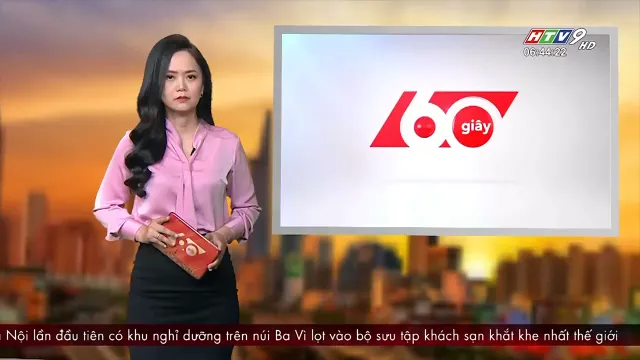 HTV9 HD
06:44:22
60 giây
60
Nội lần đầu tiên có khu nghỉ dưỡng trên núi Ba Vì lọt vào bộ sưu tập khách sạn khắt khe nhất thế giới